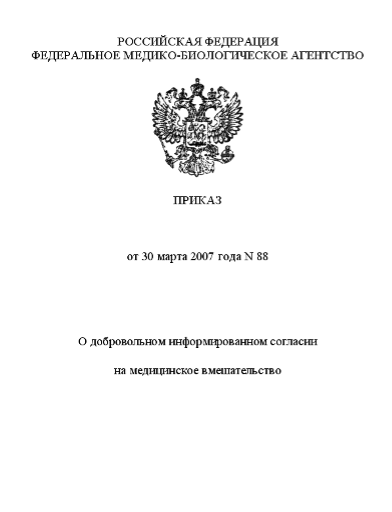 РОССИЙСКАЯ ФЕДЕРАЦИЯ
ФЕДЕРАЛЬНОЕ МЕДИКО-БИОЛОГИЧЕСКОЕ АГЕНТСТВО
ПРИКАЗ
от 30 марта 2007 года N 88
О добровольном информированном согласии
на медицинское вмешательство